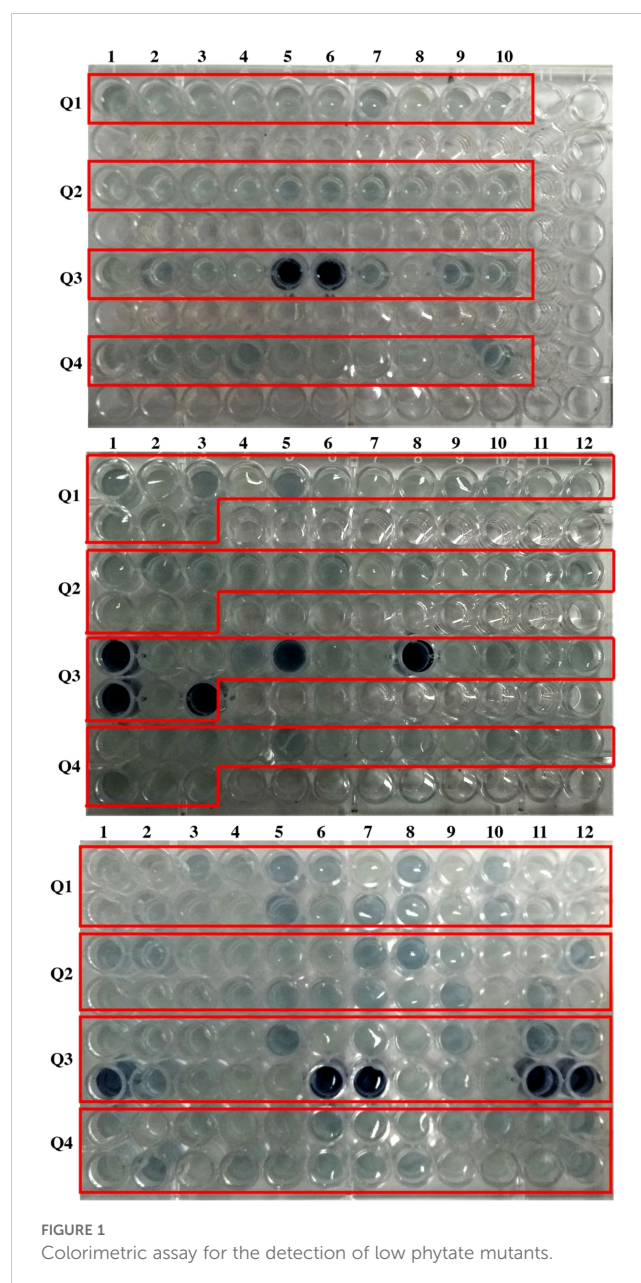 1 2 3 4 5 6 7 8 9 10
Q1
Q2
Q3
Q4
1 2 3 4 5 6 7 8 9 10 11 12
Q1
Q2
Q3
Q4
1 2 3 4 5 6 7 8 9 10 11 12
Q1
Q2
Q3
Q4
FIGURE 1
Colorimetric assay for the detection of low phytate mutants.